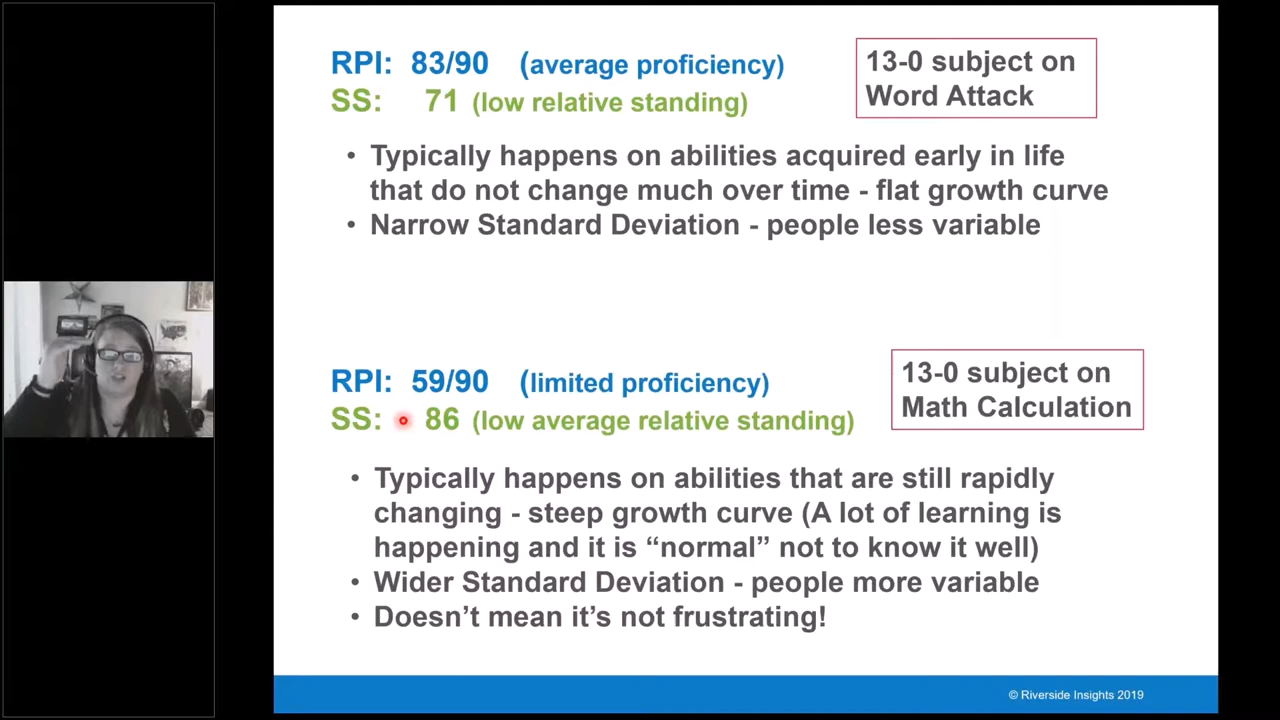 RPI: 83/90 (average proficiency)
SS: 71 (low relative standing)
13-0 subject on
Word Attack
• Typically happens on abilities acquired early in life
that do not change much over time - flat growth curve
• Narrow Standard Deviation - people less variable
RPI: 59/90 (limited proficiency)
SS: 86 (low average relative standing)
13-0 subject on
Math Calculation
• Typically happens on abilities that are still rapidly
changing - steep growth curve (A lot of learning is
happening and it is “normal” not to know it well)
• Wider Standard Deviation - people more variable
• Doesn’t mean it’s not frustrating!
© Riverside Insights 2019